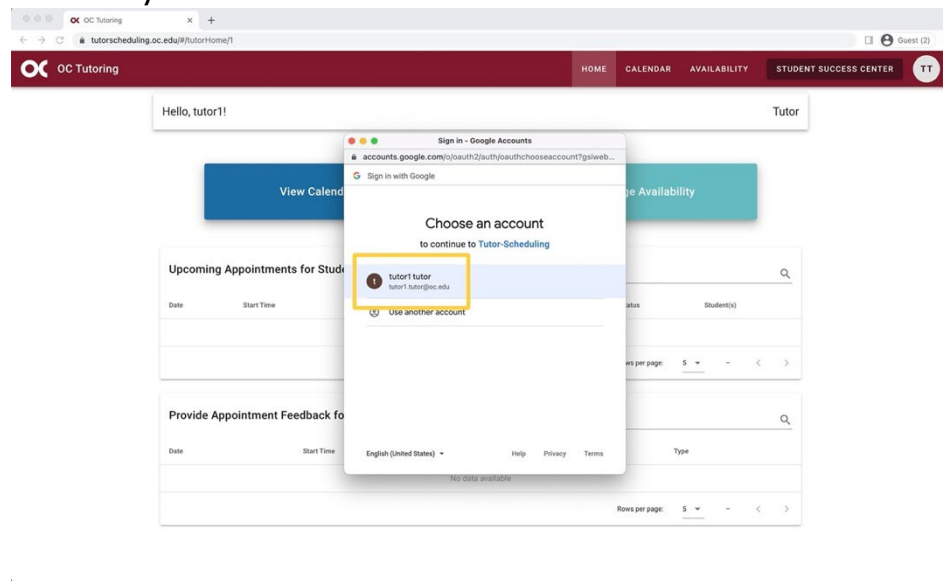 OC Tutoring
tutorscheduling.oc.edu/#/tutorHome/1
Guest (2)
OC OC Tutoring
HOME CALENDAR AVAILABILITY STUDENT SUCCESS CENTER TT
Hello, tutor1! Tutor
Sign in - Google Accounts
accounts.google.com/o/oauth2/auth/oauthchooseaccount?gsiweb...
G Sign in with Google
View Calend
ge Availability
Choose an account
to continue to Tutor-Scheduling
Upcoming Appointments for Stude
t tutor1 tutor
tutor1.tutor@oc.edu
Use another account
Date Start Time atus Student(s)
ws per page: 5 - < >
Provide Appointment Feedback fo
Date Start Time Type
English (United States) Help Privacy Terms
No data available
Rows per page: 5 - < >